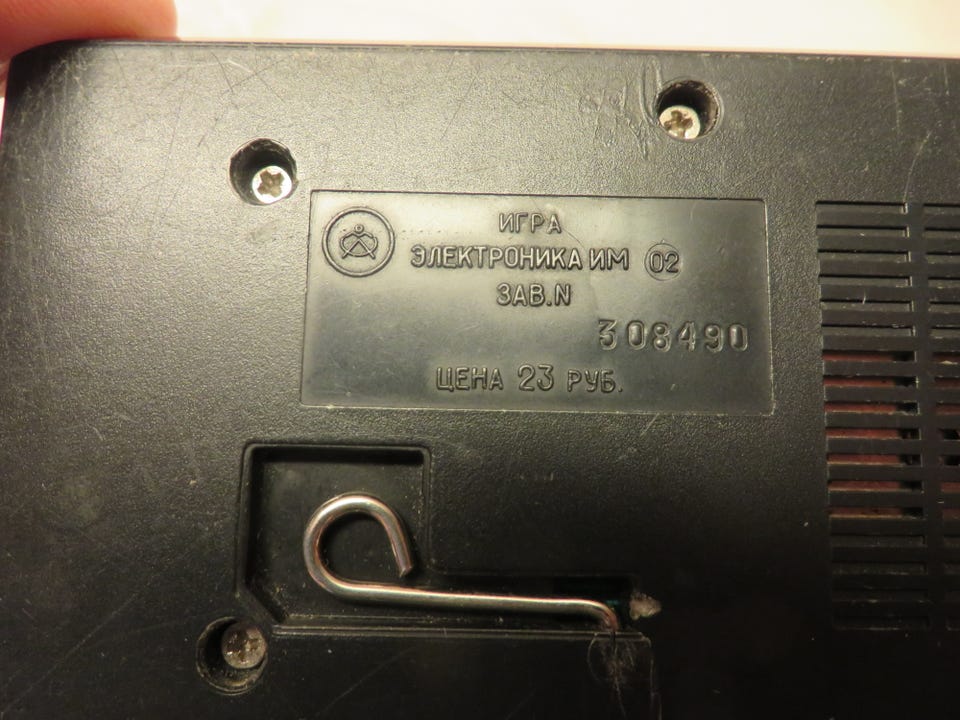 ИГРА
ЭЛЕКТРОНИКА ИМ 02
ЗАВ.N
308490
ЦЕНА 23 РУБ.